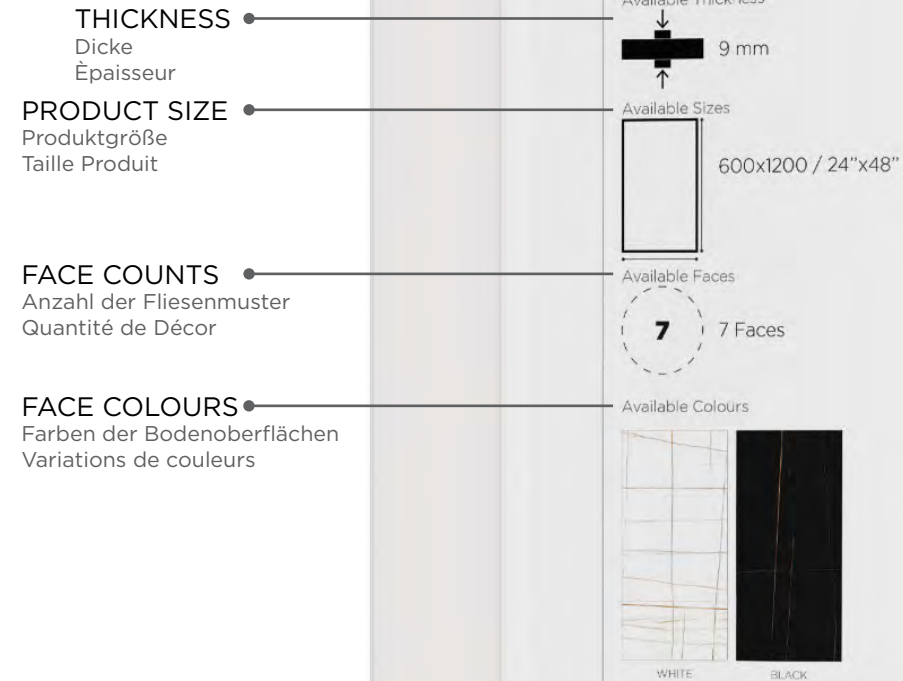 Available Thickness
THICKNESS
Dicke
Èpaisseur
9 mm
PRODUCT SIZE
Produktgröße
Taille Produit
Available Sizes
600x1200 / 24”x48”
FACE COUNTS
Anzahl der Fliesenmuster
Quantité de Décor
Available Faces
7
7 Faces
FACE COLOURS
Farben der Bodenoberflächen
Variations de couleurs
Available Colours
WHITE
BLACK